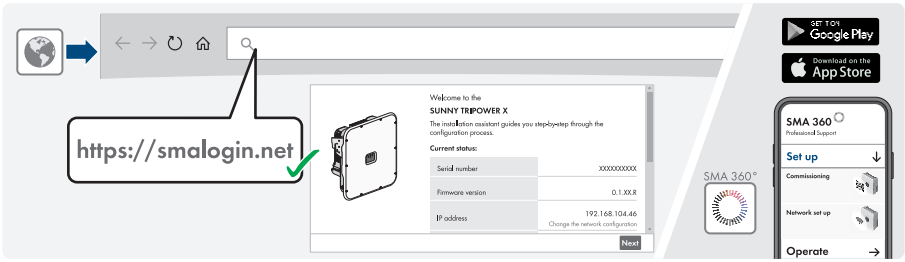 https://smalogin.net
Welcome to the
SUNNY TRIPOWER X
The installation assistant guides you step-by-step through the
configuration process.
Current status:
Serial number XXXXXXXXXX
Firmware version 0.1.XX.R
IP address 192.168.104.46
Change the network configuration
Next
GET IT ON
Google Play
Download on the
App Store
SMA 360°
SMA 360
Professional Support
Set up
Commissioning
Network set up
Operate